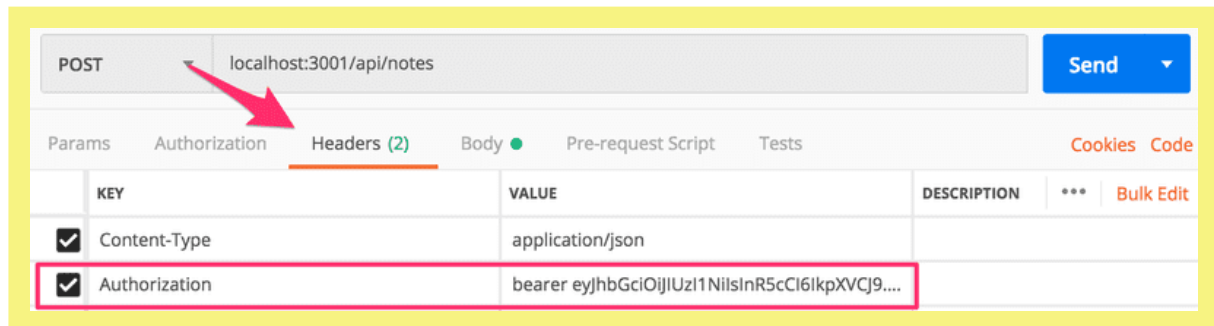 POST localhost:3001/api/notes Send
Params Authorization Headers (2) Body Pre-request Script Tests Cookies Code
KEY VALUE DESCRIPTION ••• Bulk Edit
Content-Type application/json
Authorization bearer eyJhbGciOiJIUzI1NiIsInR5cCI6IkpXVCJ9....